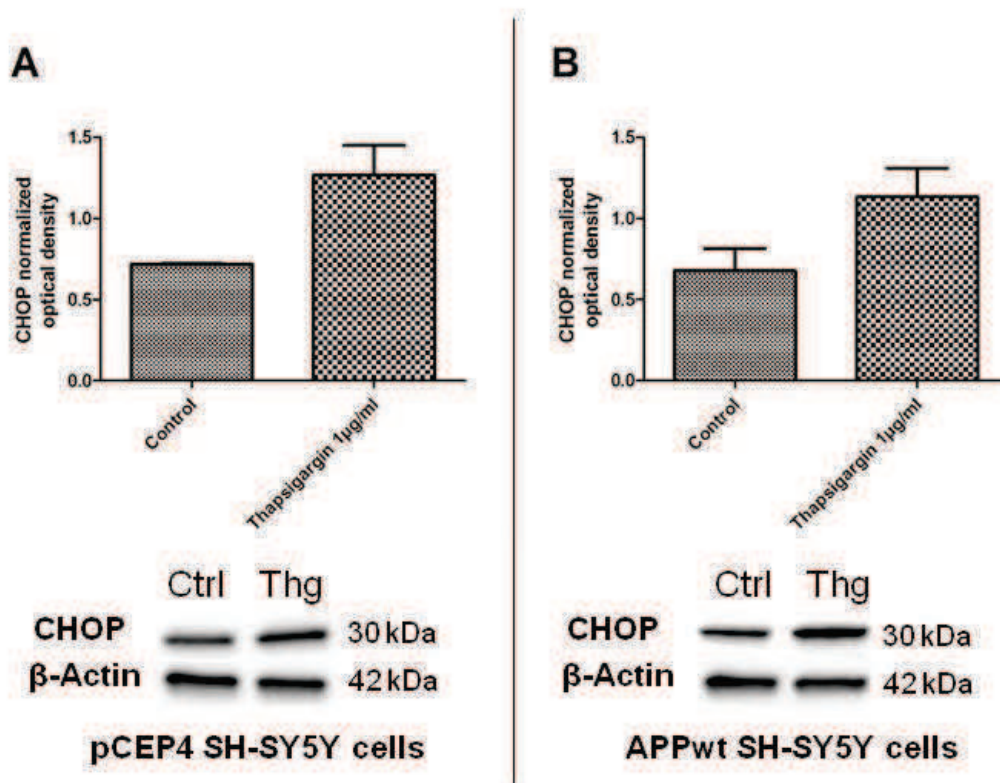 A
CHOP normalized
optical density
1.5
1.0
0.5
0.0
Control
Thapsigargin 1µg/ml
Ctrl Thg
CHOP 30 kDa
β-Actin 42 kDa
pCEP4 SH-SY5Y cells
B
CHOP normalized
optical density
1.5
1.0
0.5
0.0
Control
Thapsigargin 1µg/ml
Ctrl Thg
CHOP 30 kDa
β-Actin 42 kDa
APPwt SH-SY5Y cells